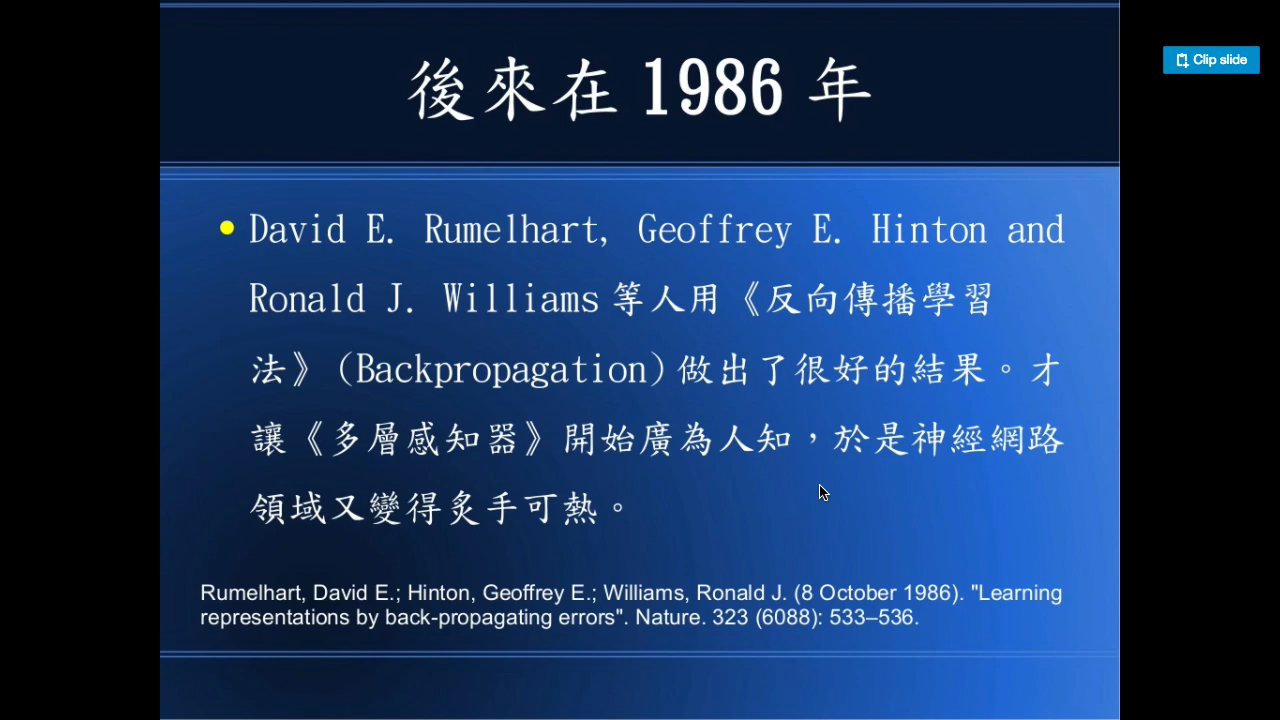 後來在 1986 年
Clip slide
David E. Rumelhart, Geoffrey E. Hinton and
Ronald J. Williams 等人用《反向傳播學習
法》(Backpropagation)做出了很好的結果。才
讓《多層感知器》開始廣為人知，於是神經網路
領域又變得炙手可熱。
Rumelhart, David E.; Hinton, Geoffrey E.; Williams, Ronald J. (8 October 1986). "Learning
representations by back-propagating errors". Nature. 323 (6088): 533–536.